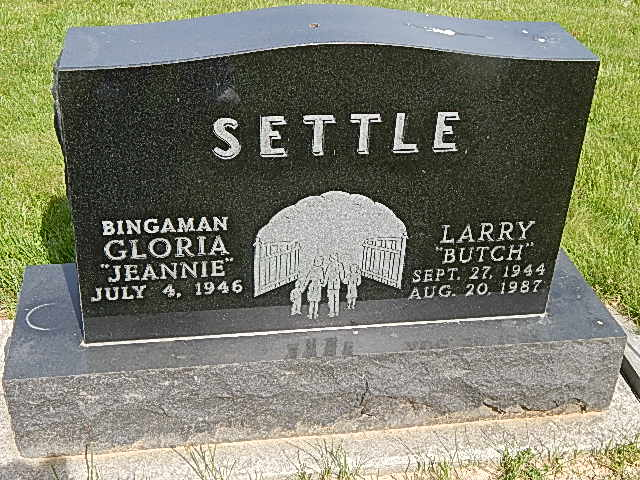 SETTLE
BINGAMAN
GLORIA
"JEANNIE"
JULY 4, 1946
LARRY
"BUTCH"
SEPT. 27, 1944
AUG. 20, 1987